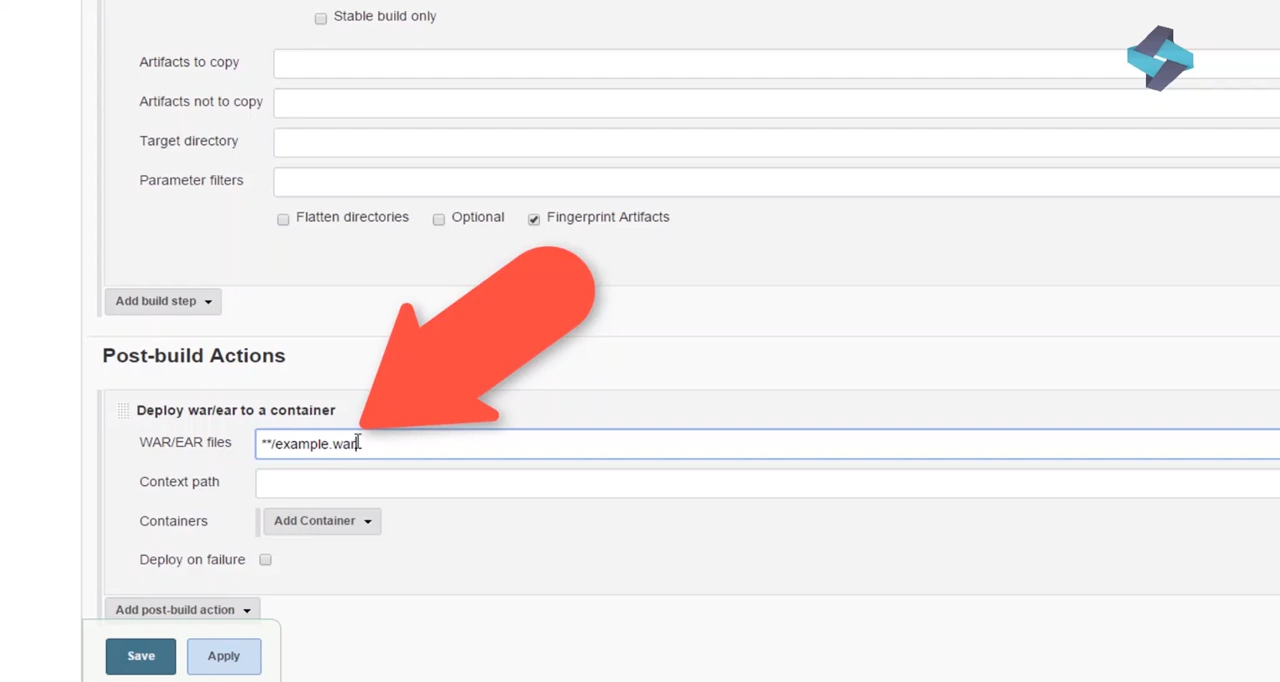 Stable build only
Artifacts to copy
Artifacts not to copy
Target directory
Parameter filters
Flatten directories Optional Fingerprint Artifacts
Add build step
Post-build Actions
Deploy war/ear to a container
WAR/EAR files **/example.war
Context path
Containers Add Container
Deploy on failure
Add post-build action
Save Apply